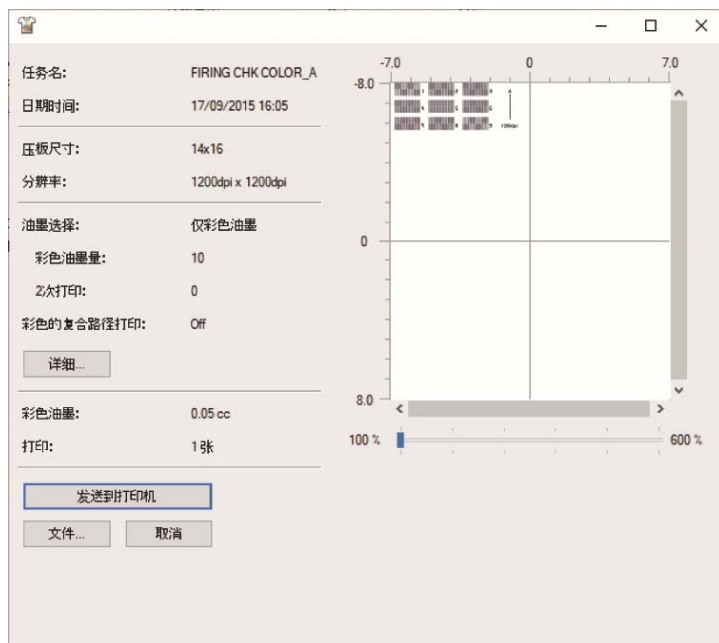 任务名: FIRING CHK COLOR_A
日期时间: 17/09/2015 16:05
压板尺寸: 14x16
分辨率: 1200dpi x 1200dpi
油墨选择: 仅彩色油墨
彩色油墨量: 10
2次打印: 0
彩色的复合路径打印: Off
详细...
彩色油墨: 0.05 cc
打印: 1张
发送到打印机
文件...
取消
-7.0 0 7.0
-8.0
0
8.0
100 % 600 %
1200dpi